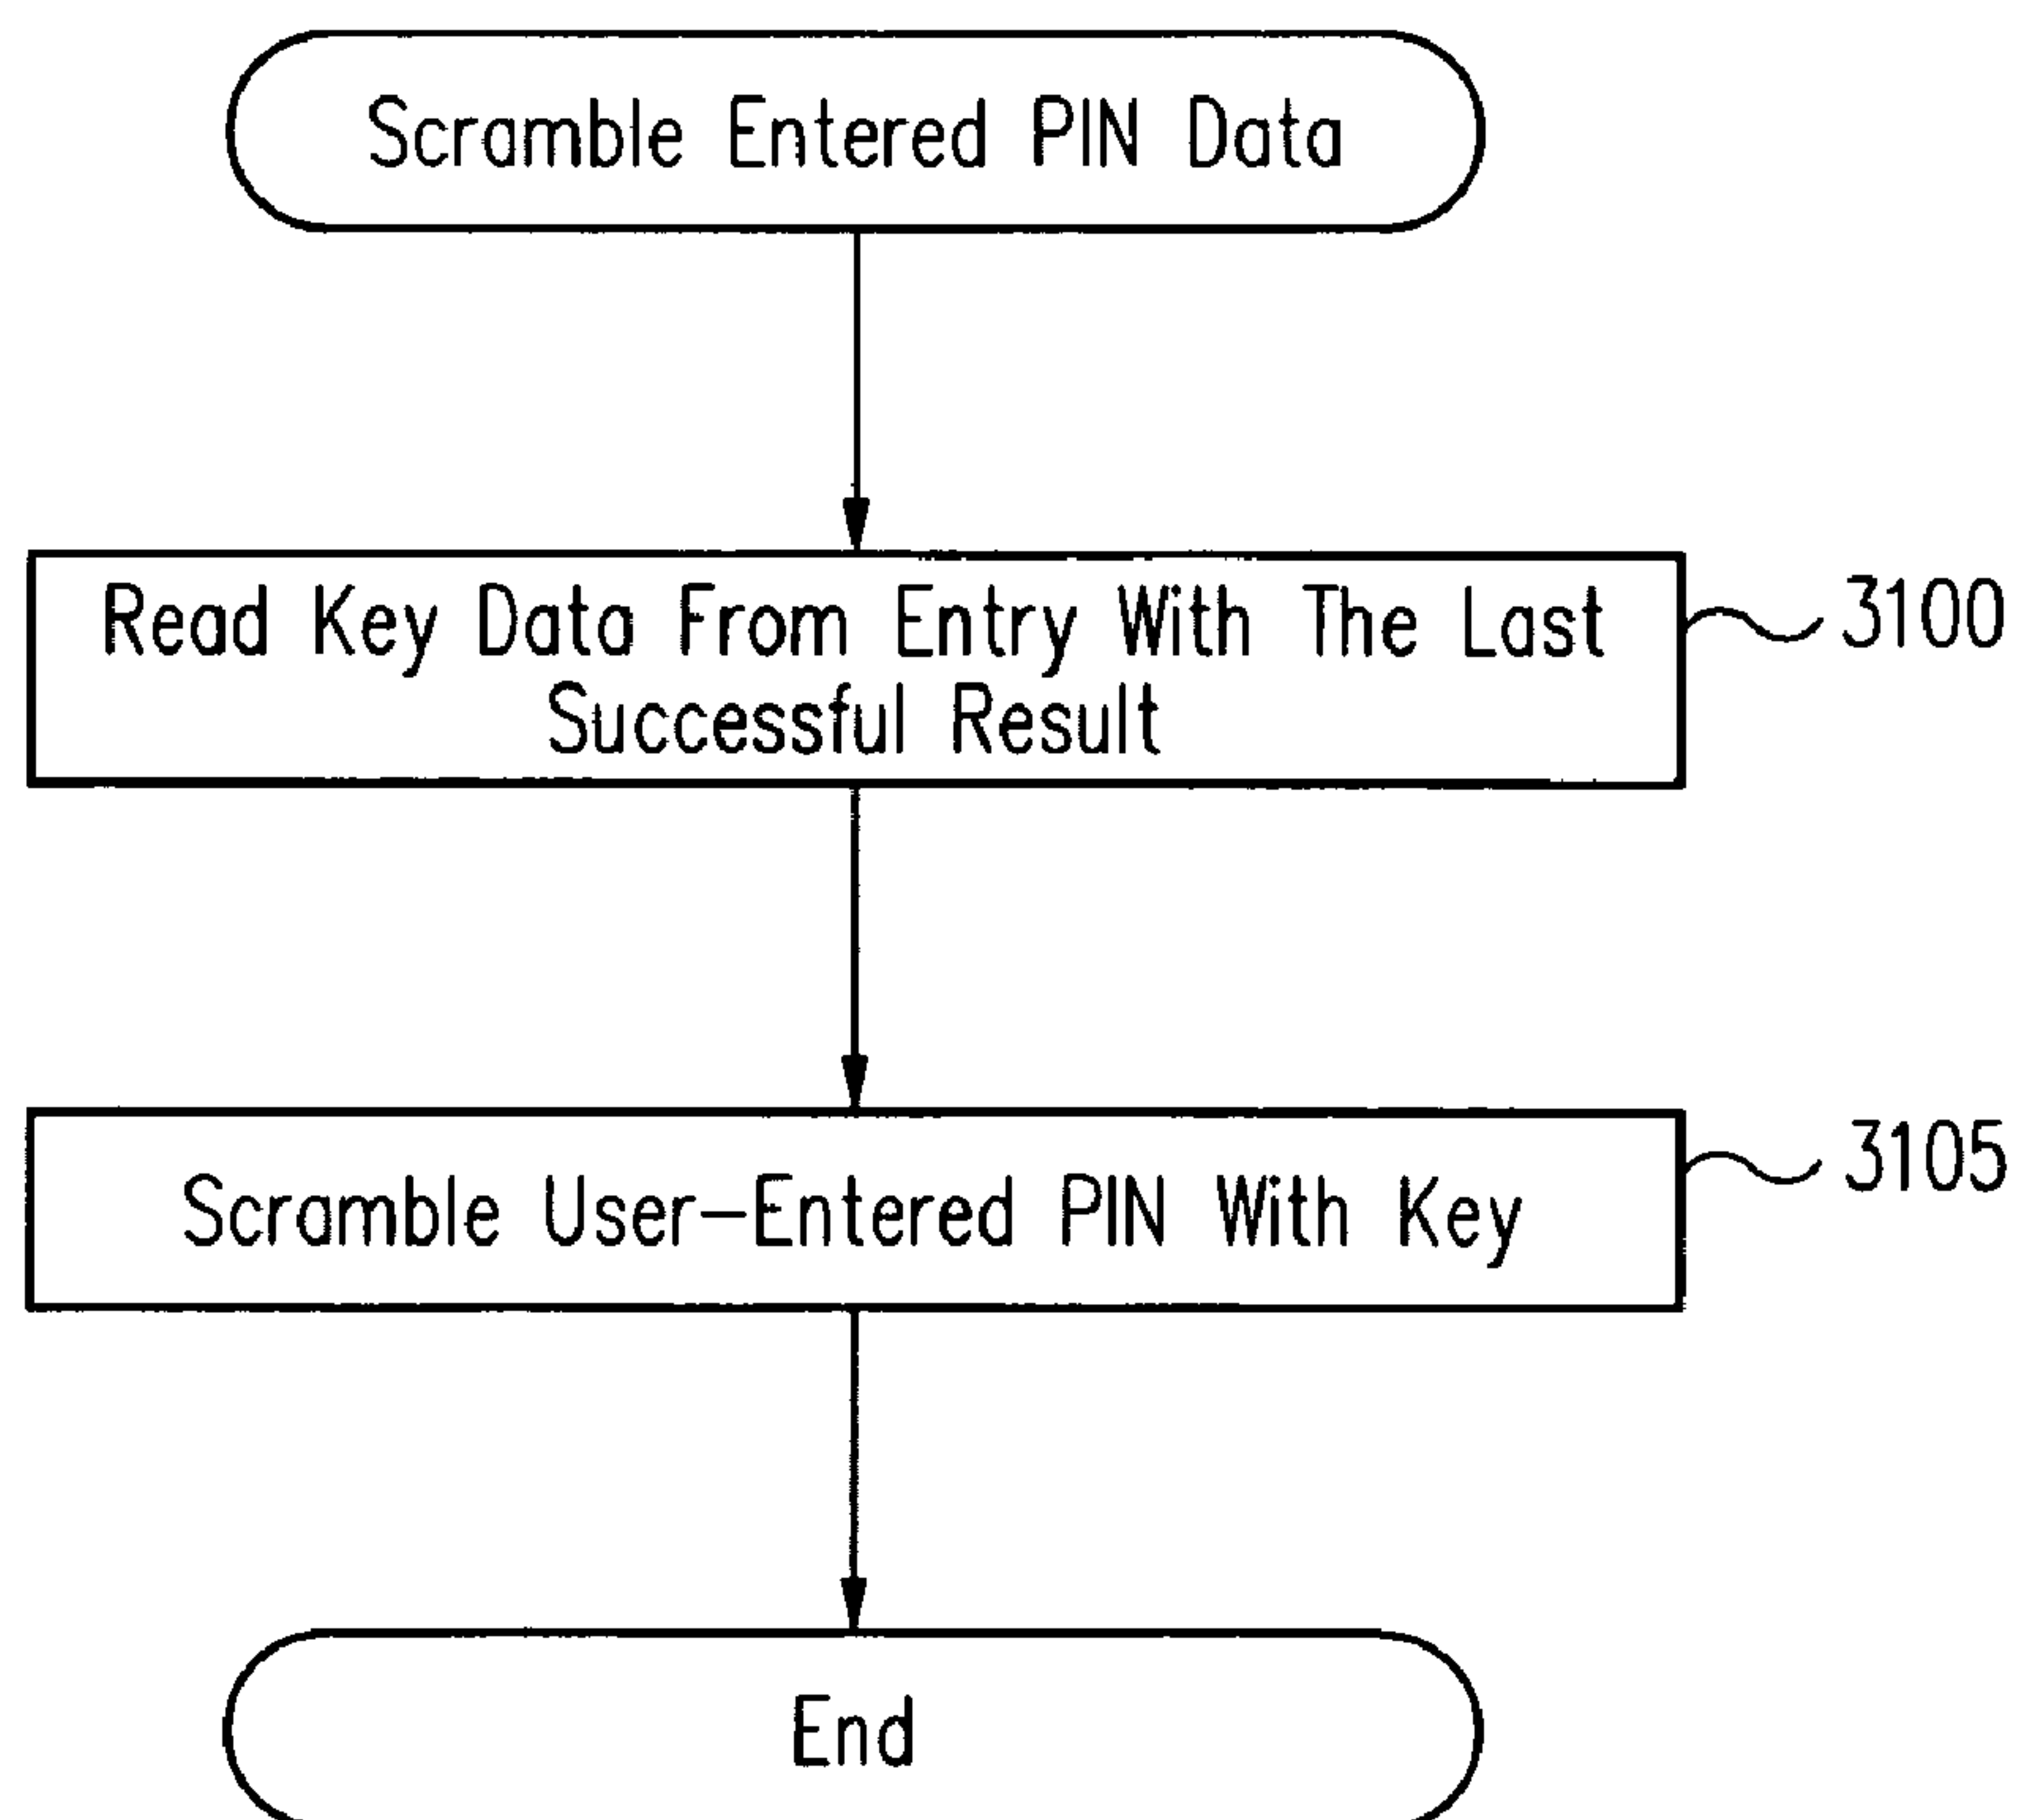 Scramble Entered PIN Data
Read Key Data From Entry With The Last
Successful Result
3100
Scramble User-Entered PIN With Key
3105
End